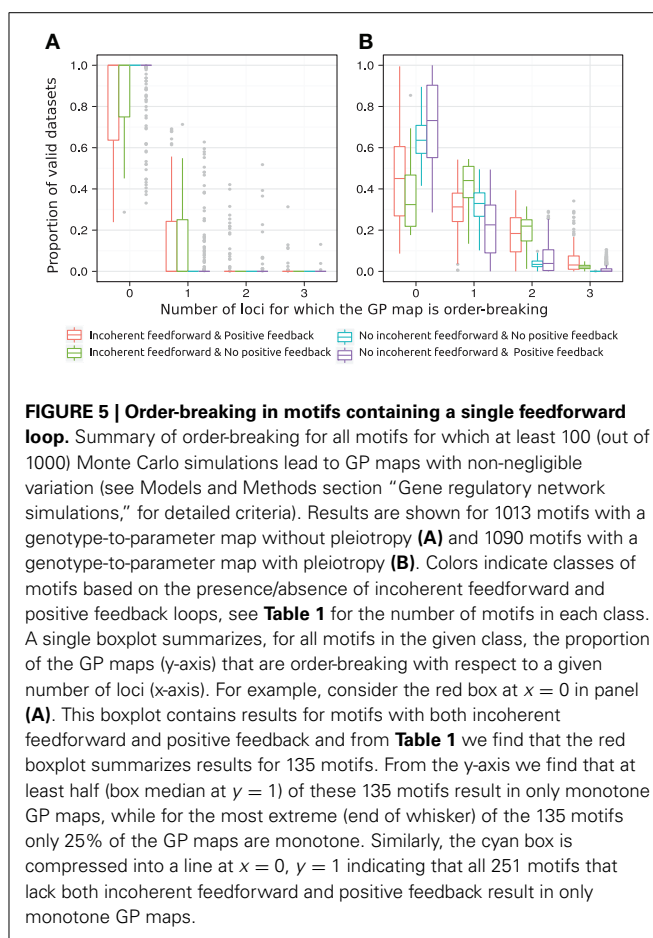 A
B
1.0
0.8
0.6
0.4
0.2
0.0
1.0
0.8
0.6
0.4
0.2
0.0
Proportion of valid datasets
0 1 2 3
0 1 2 3
Number of loci for which the GP map is order-breaking
Incoherent feedforward & Positive feedback
No incoherent feedforward & No positive feedback
Incoherent feedforward & No positive feedback
No incoherent feedforward & Positive feedback
FIGURE 5 | Order-breaking in motifs containing a single feedforward
loop. Summary of order-breaking for all motifs for which at least 100 (out of
1000) Monte Carlo simulations lead to GP maps with non-negligible
variation (see Models and Methods section “Gene regulatory network
simulations,” for detailed criteria). Results are shown for 1013 motifs with a
genotype-to-parameter map without pleiotropy (A) and 1090 motifs with a
genotype-to-parameter map with pleiotropy (B). Colors indicate classes of
motifs based on the presence/absence of incoherent feedforward and
positive feedback loops, see Table 1 for the number of motifs in each class.
A single boxplot summarizes, for all motifs in the given class, the proportion
of the GP maps (y-axis) that are order-breaking with respect to a given
number of loci (x-axis). For example, consider the red box at x = 0 in panel
(A). This boxplot contains results for motifs with both incoherent
feedforward and positive feedback and from Table 1 we find that the red
boxplot summarizes results for 135 motifs. From the y-axis we find that at
least half (box median at y = 1) of these 135 motifs result in only monotone
GP maps, while for the most extreme (end of whisker) of the 135 motifs
only 25% of the GP maps are monotone. Similarly, the cyan box is
compressed into a line at x = 0, y = 1 indicating that all 251 motifs that
lack both incoherent feedforward and positive feedback result in only
monotone GP maps.